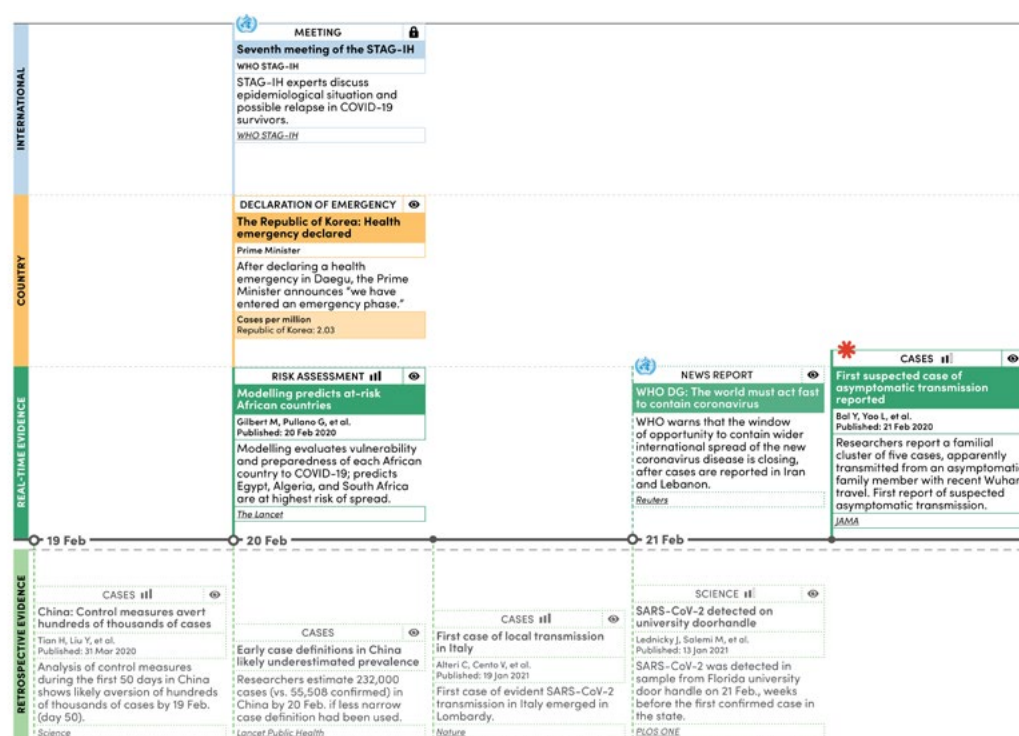 INTERNATIONAL
MEETING
Seventh meeting of the STAG-IH
WHO STAG-IH
STAG-IH experts discuss
epidemiological situation and
possible relapse in COVID-19
survivors.
WHO STAG-IH
COUNTRY
DECLARATION OF EMERGENCY
The Republic of Korea: Health
emergency declared
Prime Minister
After declaring a health
emergency in Daegu, the Prime
Minister announces “we have
entered an emergency phase.”
Cases per million
Republic of Korea: 2.03
REAL-TIME EVIDENCE
RISK ASSESSMENT
Modelling predicts at-risk
African countries
Gilbert M, Pullano G, et al.
Published: 20 Feb 2020
Modelling evaluates vulnerability
and preparedness of each African
country to COVID-19; predicts
Egypt, Algeria, and South Africa
are at highest risk of spread.
The Lancet
NEWS REPORT
WHO DG: The world must act fast
to contain coronavirus
WHO warns that the window
of opportunity to contain wider
international spread of the new
coronavirus disease is closing,
after cases are reported in Iran
and Lebanon.
Reuters
CASES
First suspected case of
asymptomatic transmission
reported
Bai Y, Yao L, et al.
Published: 21 Feb 2020
Researchers report a familial
cluster of five cases, apparently
transmitted from an asymptomatic
family member with recent Wuhan
travel. First report of suspected
asymptomatic transmission.
JAMA
19 Feb
20 Feb
21 Feb
RETROSPECTIVE EVIDENCE
CASES
China: Control measures avert
hundreds of thousands of cases
Tian H, Liu Y, et al.
Published: 31 Mar 2020
Analysis of control measures
during the first 50 days in China
shows likely aversion of hundreds
of thousands of cases by 19 Feb.
(day 50).
Science
CASES
Early case definitions in China
likely underestimated prevalence
Researchers estimate 232,000
cases (vs. 55,508 confirmed) in
China by 20 Feb. if less narrow
case definition had been used.
Lancet Public Health
CASES
First case of local transmission
in Italy
Alteri C, Cento V, et al.
Published: 19 Jan 2021
First case of evident SARS-CoV-2
transmission in Italy emerged in
Lombardy.
Nature
SCIENCE
SARS-CoV-2 detected on
university doorhandle
Lednicky J, Salemi M, et al.
Published: 13 Jan 2021
SARS-CoV-2 was detected in
sample from Florida university
door handle on 21 Feb., weeks
before the first confirmed case in
the state.
PLOS ONE